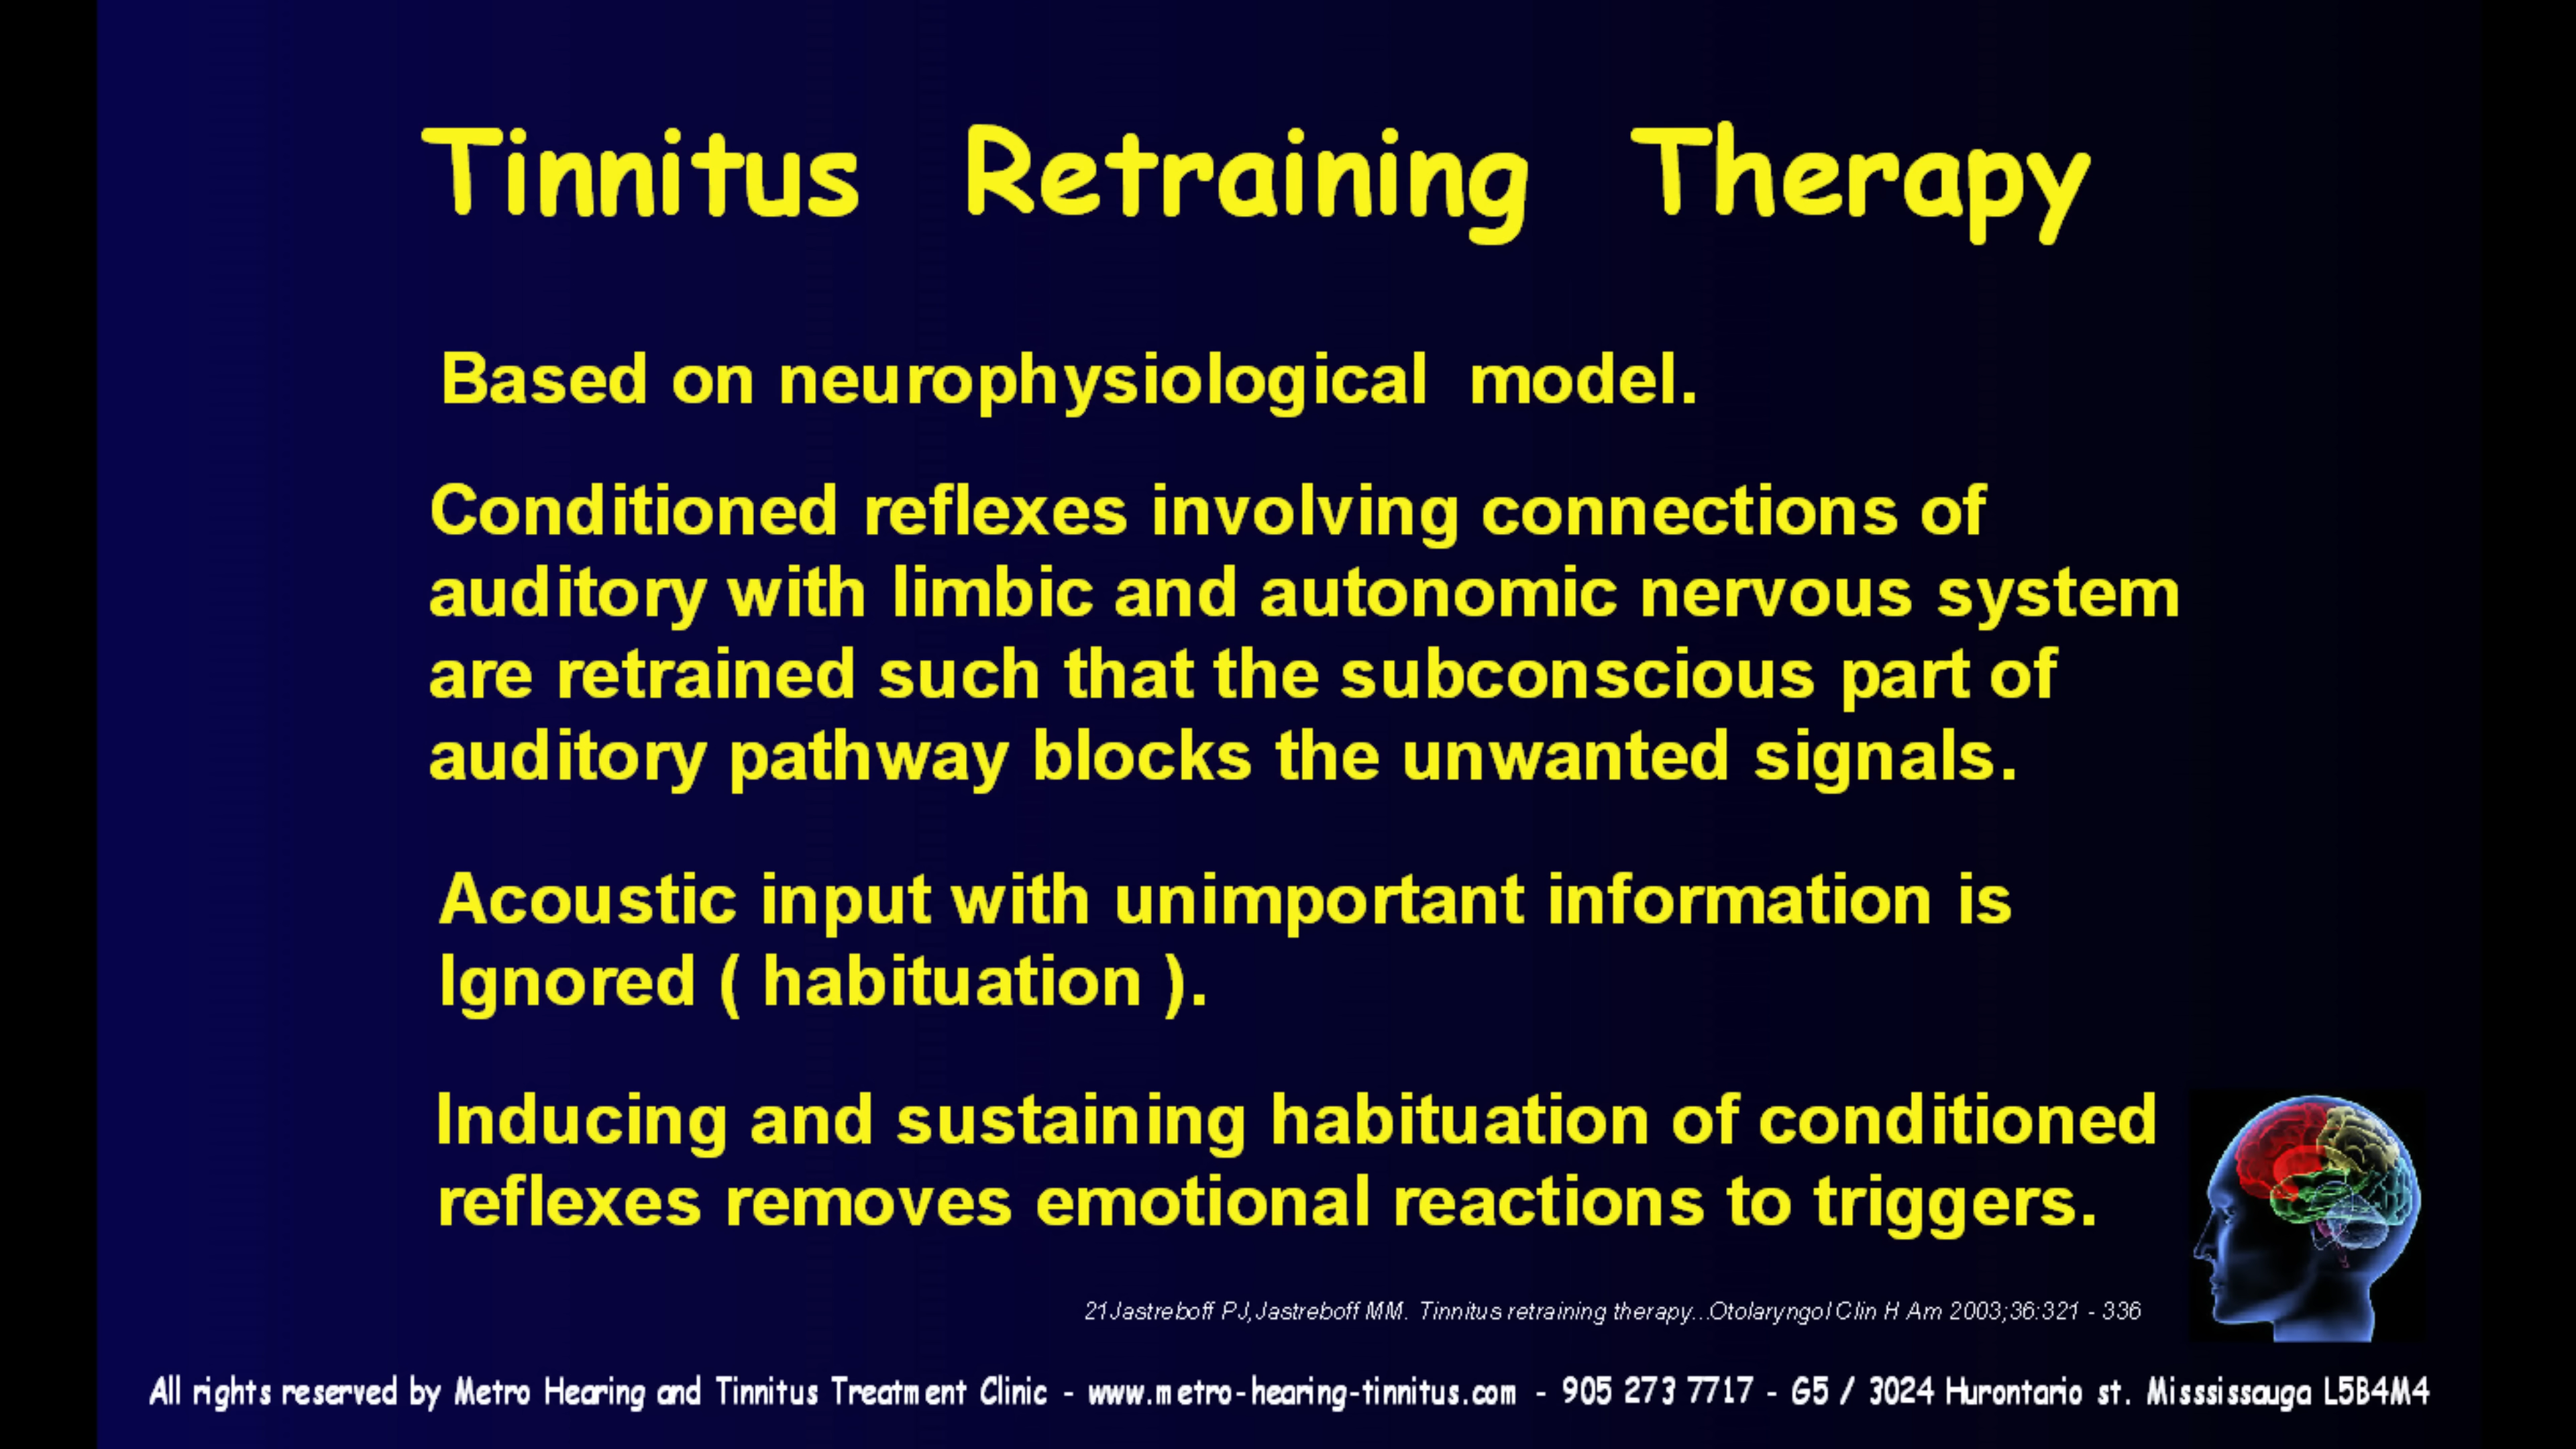 Tinnitus Retraining Therapy
Based on neurophysiological model.
Conditioned reflexes involving connections of
auditory with limbic and autonomic nervous system
are retrained such that the subconscious part of
auditory pathway blocks the unwanted signals.
Acoustic input with unimportant information is
Ignored ( habituation ).
Inducing and sustaining habituation of conditioned
reflexes removes emotional reactions to triggers.
21Jastreboff PJ,Jastreboff MM. Tinnitus retraining therapy...Otolaryngol Clin H Am 2003;36:321 - 336
All rights reserved by Metro Hearing and Tinnitus Treatment Clinic - www.metro-hearing-tinnitus.com - 905 273 7717 - G5 / 3024 Hurontario st. Misssissauga L5B4M4